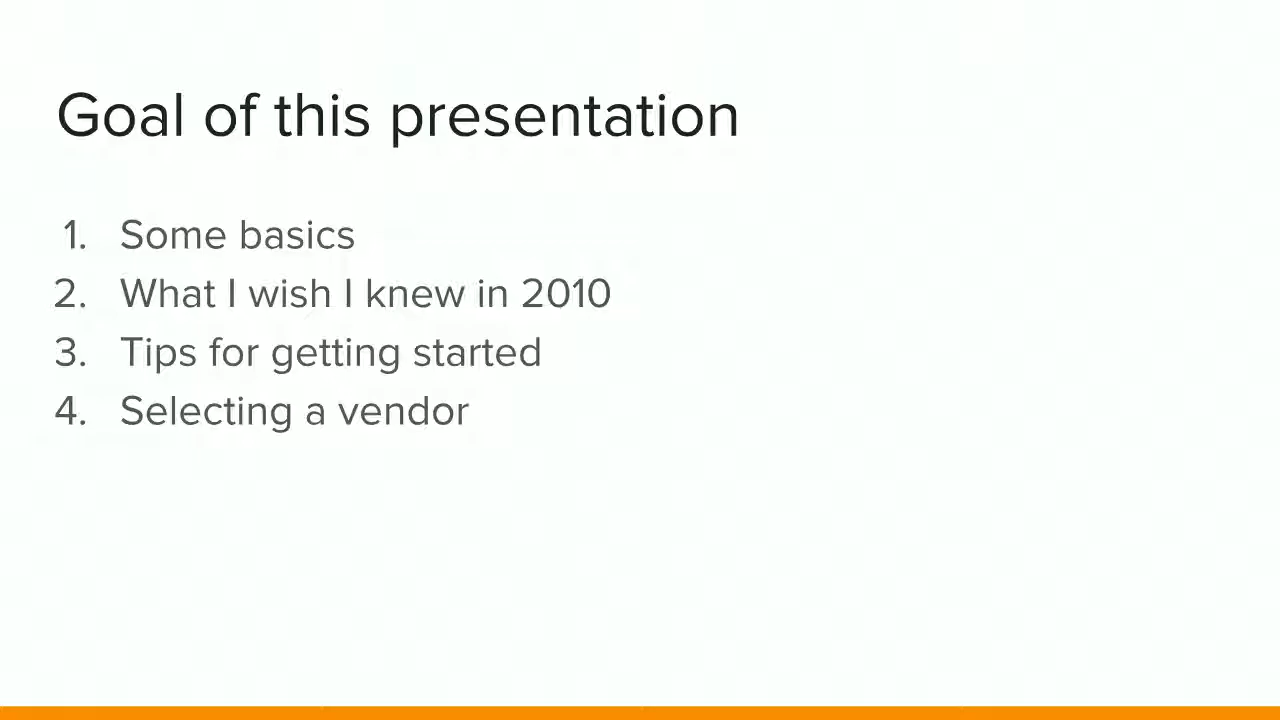 Goal of this presentation
1. Some basics
2. What I wish I knew in 2010
3. Tips for getting started
4. Selecting a vendor